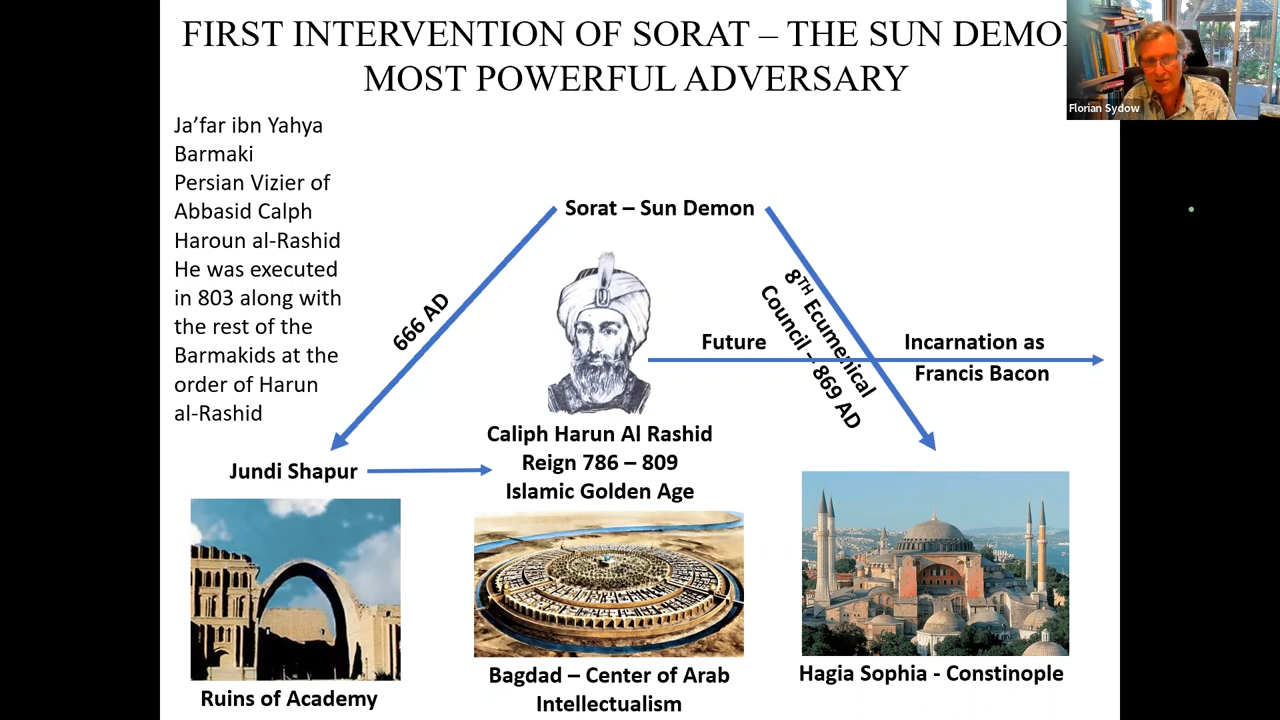 FIRST INTERVENTION OF SORAT – THE SUN DEMON
MOST POWERFUL ADVERSARY
Florian Sydow
Ja’far ibn Yahya
Barmaki
Persian Vizier of
Abbasid Calph
Haroun al-Rashid
He was executed
in 803 along with
the rest of the
Barmakids at the
order of Harun
al-Rashid
Sorat – Sun Demon
666 AD
8TH Ecumenical
Council – 869 AD
Future
Incarnation as
Francis Bacon
Caliph Harun Al Rashid
Reign 786 – 809
Islamic Golden Age
Jundi Shapur
Ruins of Academy
Bagdad – Center of Arab
Intellectualism
Hagia Sophia - Constinople